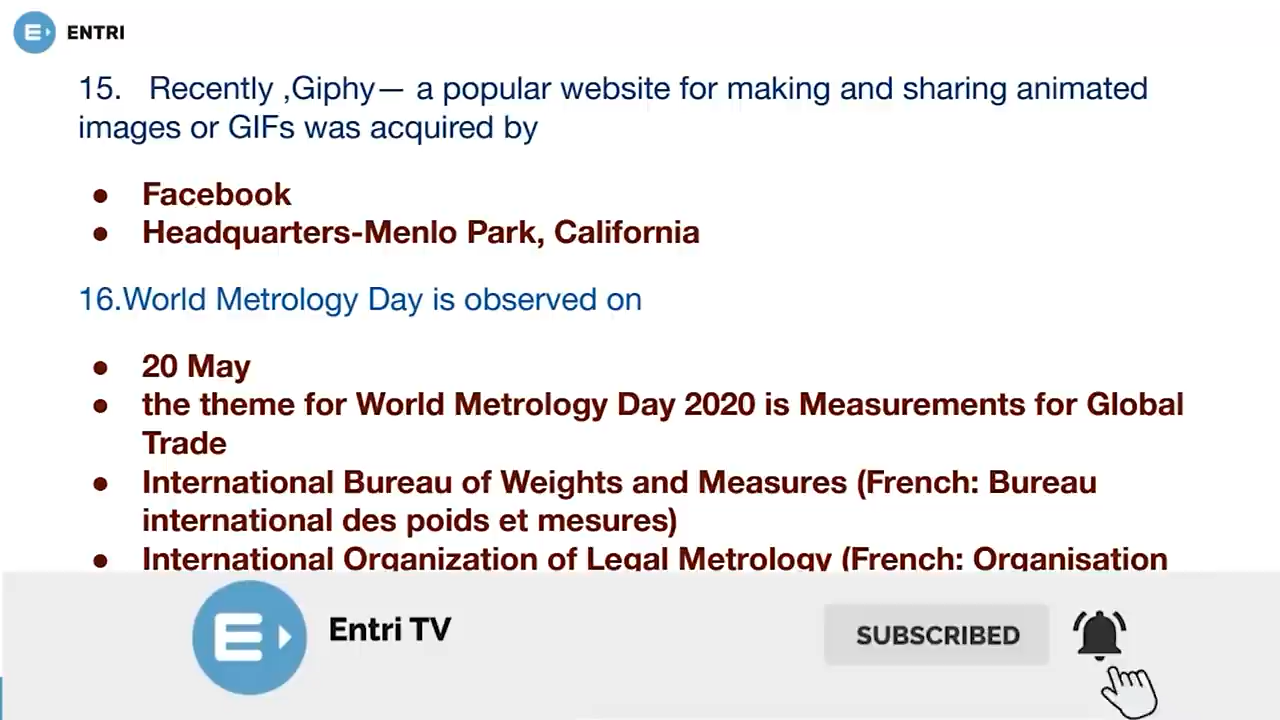 ENTRI
15. Recently ,Giphy— a popular website for making and sharing animated
images or GIFs was acquired by
● Facebook
● Headquarters-Menlo Park, California
16.World Metrology Day is observed on
● 20 May
● the theme for World Metrology Day 2020 is Measurements for Global
Trade
● International Bureau of Weights and Measures (French: Bureau
international des poids et mesures)
● International Organization of Legal Metrology (French: Organisation
Entri TV
SUBSCRIBED